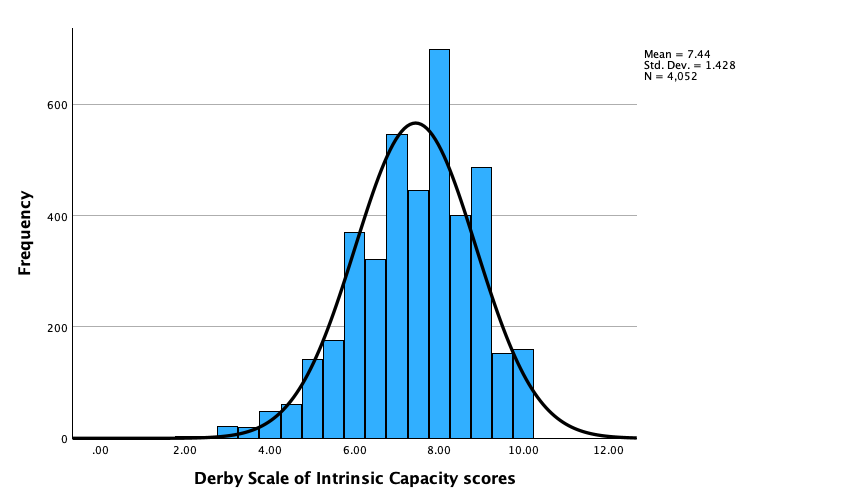 Mean = 7.44
Std. Dev. = 1.428
N = 4,052
600
400
200
0
Frequency
.00
2.00
4.00
6.00
8.00
10.00
12.00
Derby Scale of Intrinsic Capacity scores